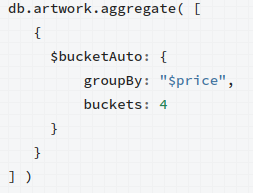 db.artwork.aggregate( [
   {
     $bucketAuto: {
         groupBy: "$price",
         buckets: 4
     }
   }
] )